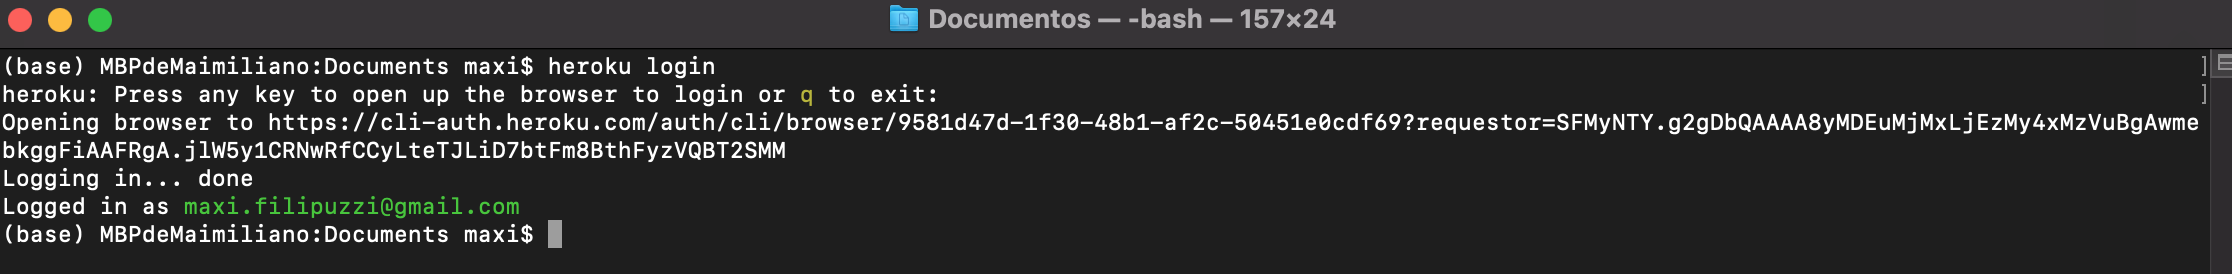 Documentos — -bash — 157×24
(base) MBPdeMaimiliano:Documents maxi$ heroku login
heroku: Press any key to open up the browser to login or q to exit:
Opening browser to https://cli-auth.heroku.com/auth/cli/browser/9581d47d-1f30-48b1-af2c-50451e0cdf69?requestor=SFMyNTY.g2gDbQAAAA8yMDEuMjMxLjEzMy4xMzVuBgAwme
bkggFiAAFRgA.jlW5y1CRNwRfCCyLteTJLiD7btFm8BthFyzVQBT2SMM
Logging in... done
Logged in as maxi.filipuzzi@gmail.com
(base) MBPdeMaimiliano:Documents maxi$